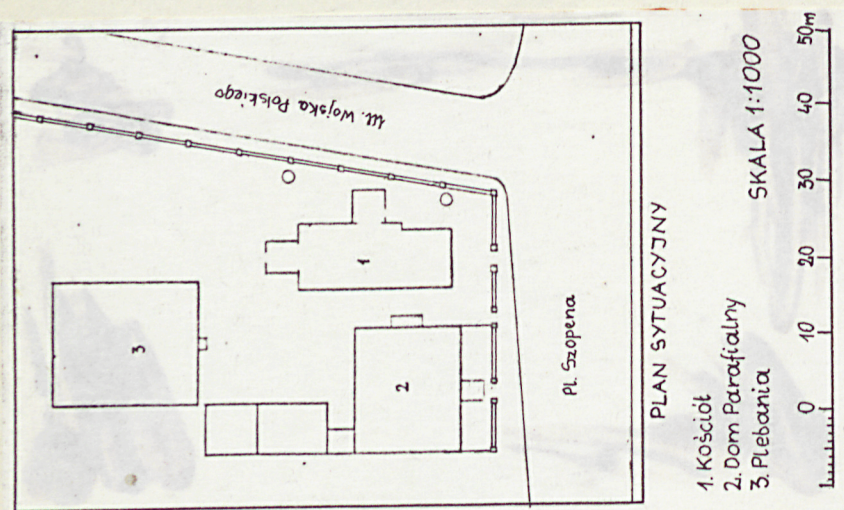 ul. Wojska Polskiego
1
2
3
Pl. Szopena
PLAN SYTUACYJNY
1. Kościół
2. Dom Parafialny
3. Plebania
SKALA 1:1000
0 10 20 30 40 50m